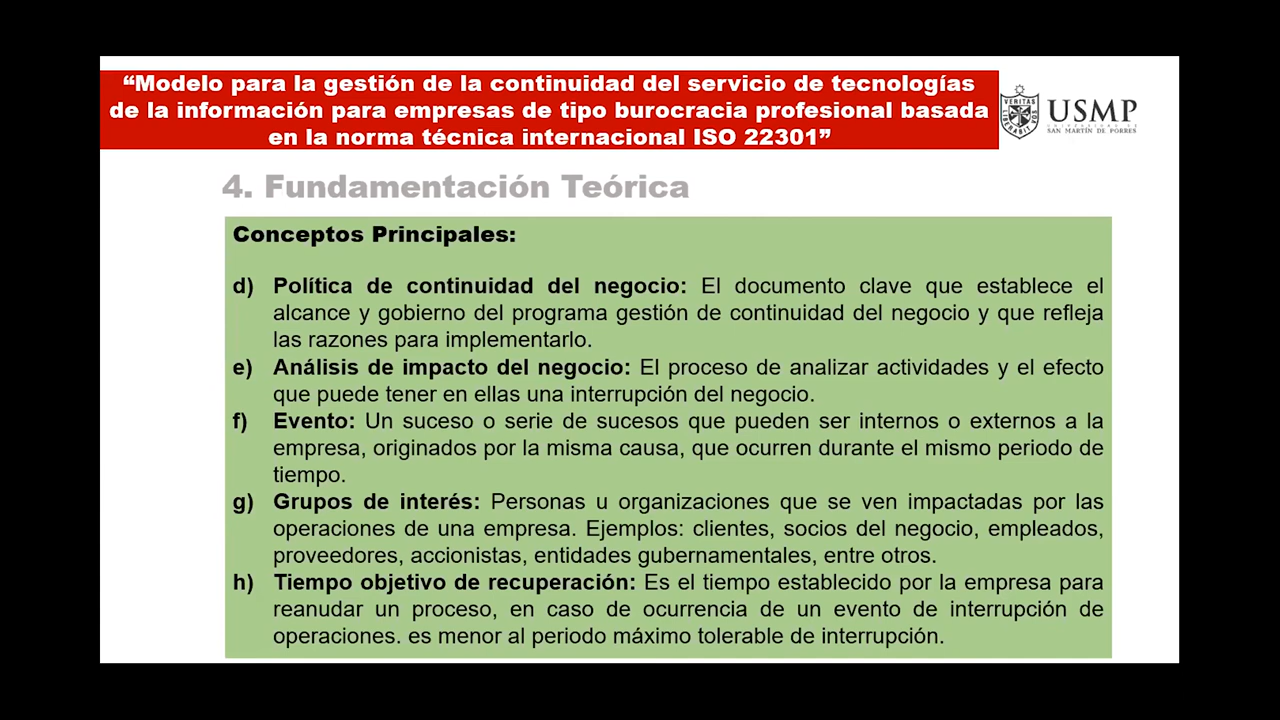 “Modelo para la gestión de la continuidad del servicio de tecnologías
de la información para empresas de tipo burocracia profesional basada
en la norma técnica internacional ISO 22301”
VERITAS
LIBERABIT VOS
USMP
UNIVERSIDAD DE
SAN MARTIN DE PORRES
4. Fundamentación Teórica
Conceptos Principales:
d) Política de continuidad del negocio: El documento clave que establece el
alcance y gobierno del programa gestión de continuidad del negocio y que refleja
las razones para implementarlo.
e) Análisis de impacto del negocio: El proceso de analizar actividades y el efecto
que puede tener en ellas una interrupción del negocio.
f) Evento: Un suceso o serie de sucesos que pueden ser internos o externos a la
empresa, originados por la misma causa, que ocurren durante el mismo periodo de
tiempo.
g) Grupos de interés: Personas u organizaciones que se ven impactadas por las
operaciones de una empresa. Ejemplos: clientes, socios del negocio, empleados,
proveedores, accionistas, entidades gubernamentales, entre otros.
h) Tiempo objetivo de recuperación: Es el tiempo establecido por la empresa para
reanudar un proceso, en caso de ocurrencia de un evento de interrupción de
operaciones. es menor al periodo máximo tolerable de interrupción.